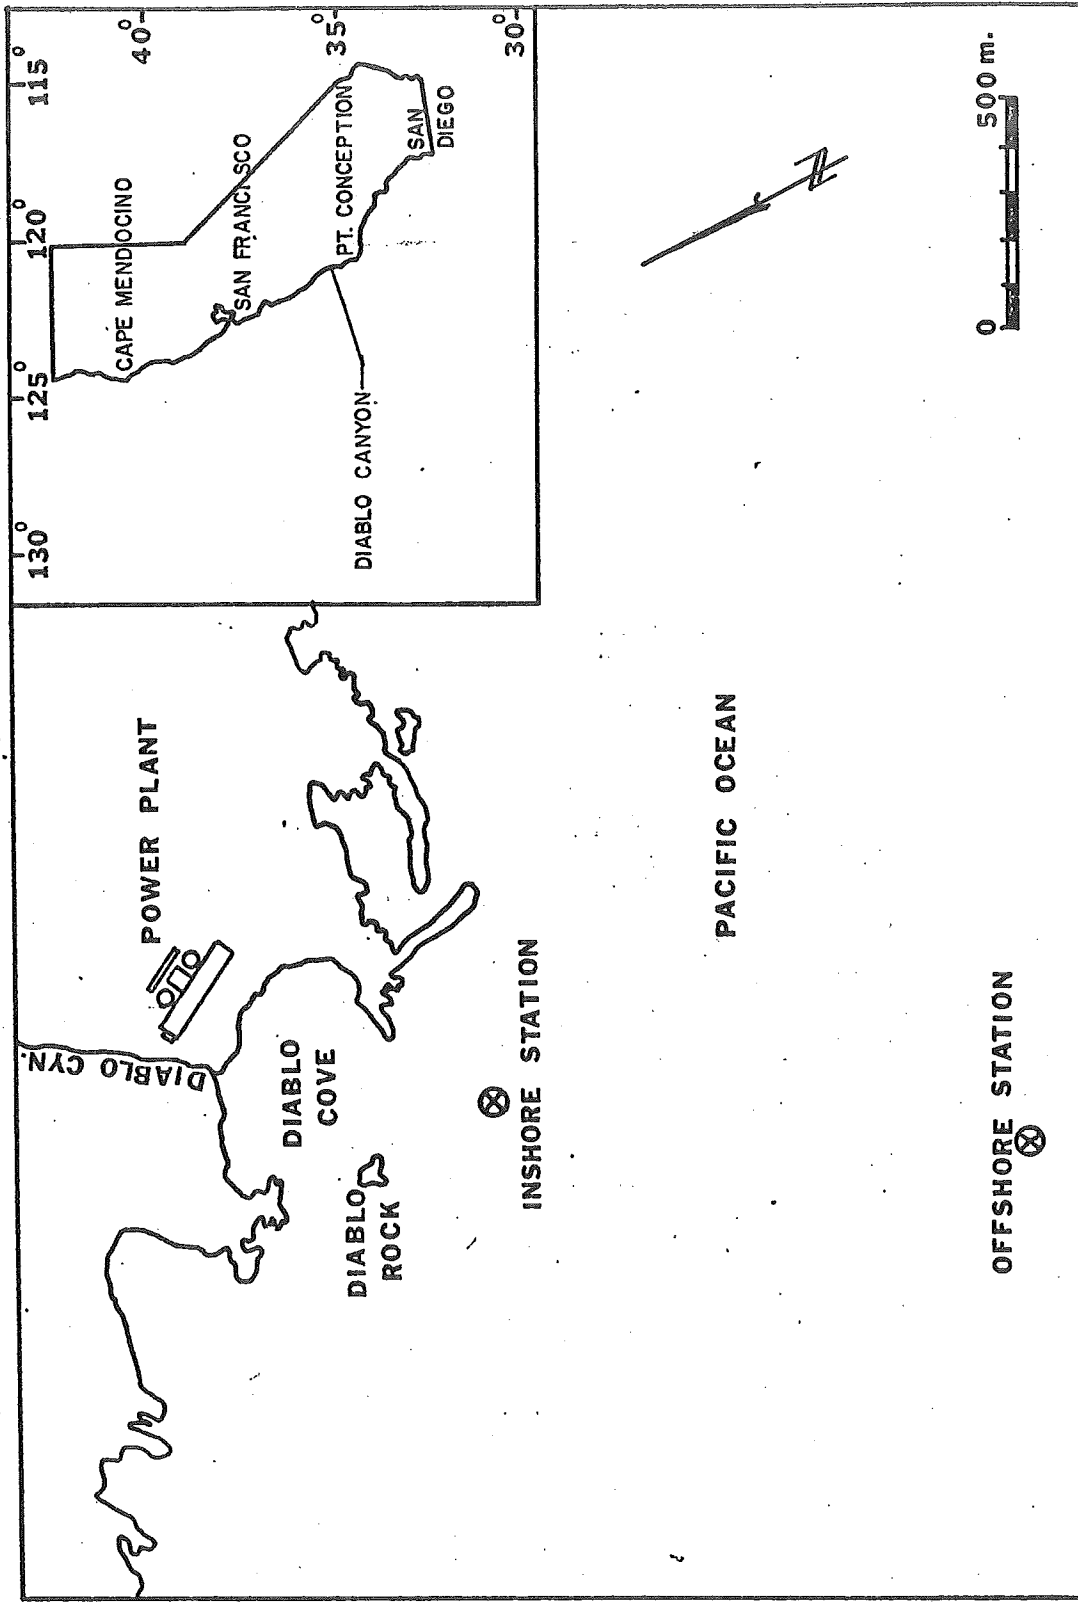 130°
125°
120°
115°
40°
35°
30°
CAPE MENDOCINO
SAN FRANCISCO
PT. CONCEPTION
SAN
DIEGO
DIABLO CANYON
POWER PLANT
DIABLO CYN.
DIABLO
COVE
DIABLO
ROCK
INSHORE STATION
PACIFIC OCEAN
OFFSHORE STATION
N
0
500 m.